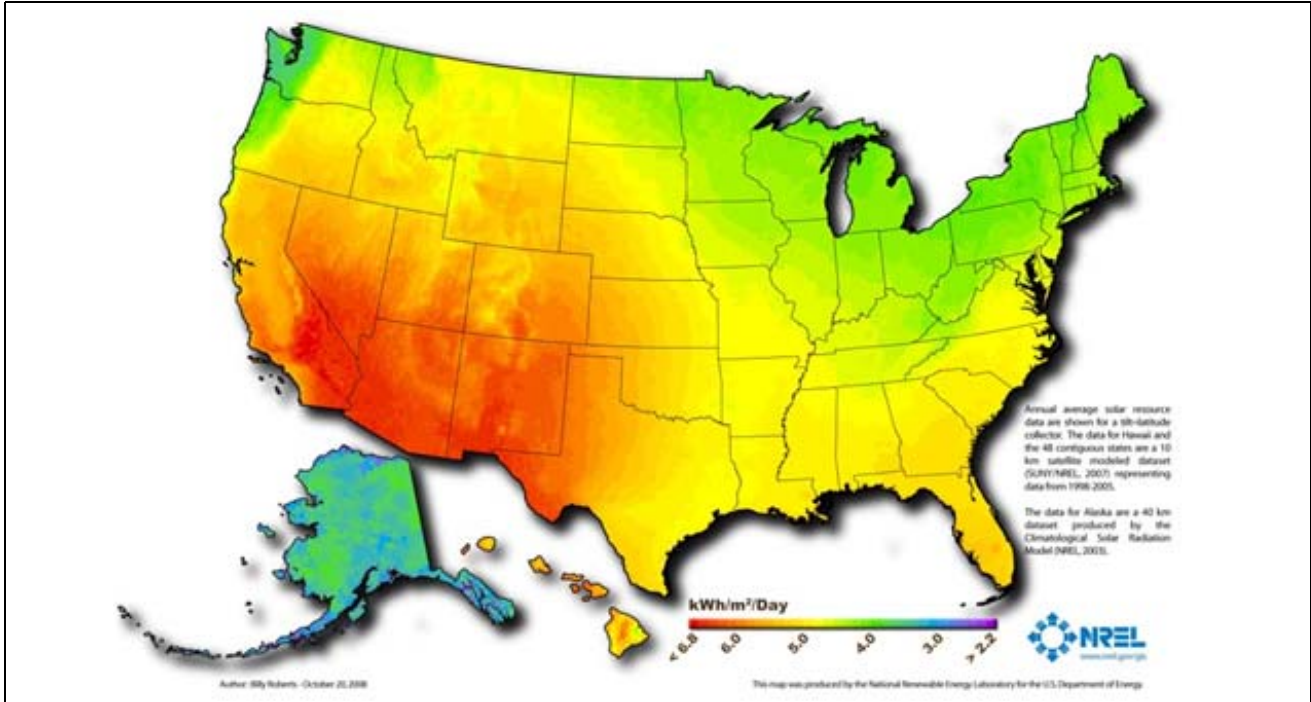 Annual average solar resource
data are shown for a tilt-latitude
collector. The data for Hawaii and
the 48 contiguous states are a 10
km satellite modeled dataset
(SUNY/NREL, 2007) representing
data from 1998-2005.
The data for Alaska are a 40 km
dataset produced by the
Climatological Solar Radiation
Model (NREL, 2003).
kWh/m²/Day
< 6.8 6.0 5.0 4.0 3.0 > 2.2
NREL
www.nrel.gov/gis
Author: Billy Roberts - October 20, 2008
This map was produced by the National Renewable Energy Laboratory for the U.S. Department of Energy.